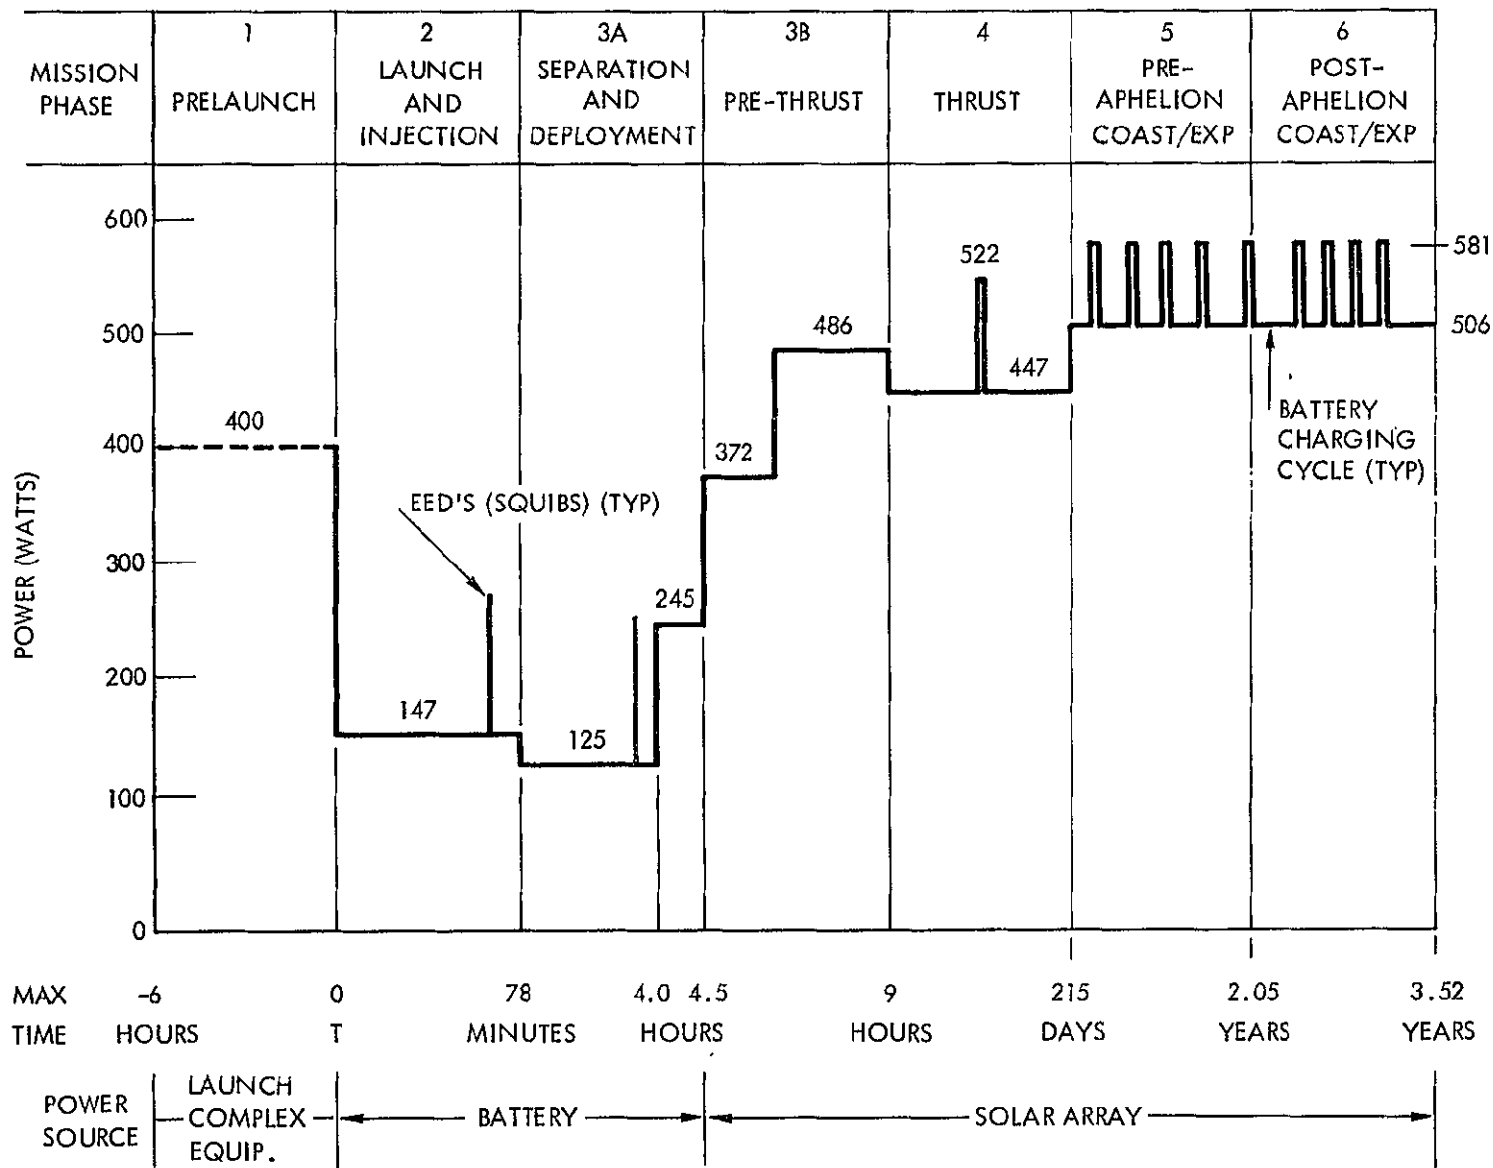 MISSION PHASE
1
PRELAUNCH
2
LAUNCH
AND
INJECTION
3A
SEPARATION
AND
DEPLOYMENT
3B
PRE-THRUST
4
THRUST
5
PRE-
APHELION
COAST/EXP
6
POST-
APHELION
COAST/EXP
POWER (WATTS)
600
500
400
300
200
100
0
400
147
EED'S (SQUIBS) (TYP)
125
245
372
486
522
447
581
506
BATTERY
CHARGING
CYCLE (TYP)
MAX -6 0 78 4.0 4.5 9 215 2.05 3.52
TIME HOURS T MINUTES HOURS HOURS DAYS YEARS YEARS
POWER
SOURCE
LAUNCH
COMPLEX
EQUIP.
BATTERY
SOLAR ARRAY